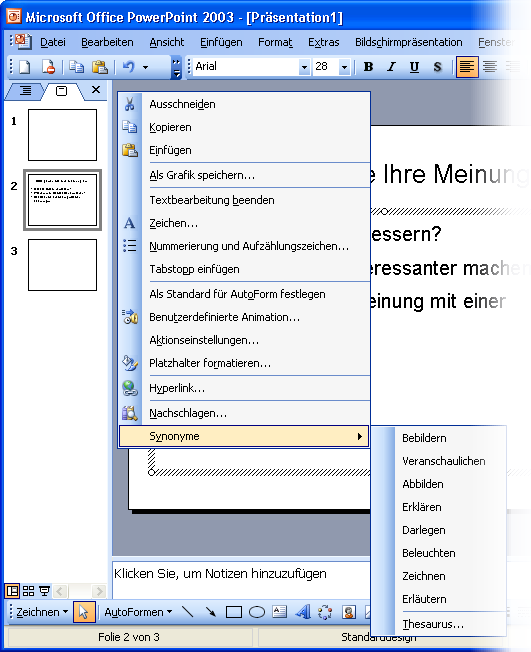 Microsoft Office PowerPoint 2003 - [Präsentation1]
Datei Bearbeiten Ansicht Einfügen Format Extras Bildschirmpräsentation Fenster
Arial 28 F K U S
1
2
3
Ausschneiden
Kopieren
Einfügen
Als Grafik speichern...
Textbearbeitung beenden
Zeichen...
Nummerierung und Aufzählungszeichen...
Tabstopp einfügen
Als Standard für AutoForm festlegen
Benutzerdefinierte Animation...
Aktionseinstellungen...
Platzhalter formatieren...
Hyperlink...
Nachschlagen...
Synonyme
e Ihre Meinung
essern?
eressanter machen
einung mit einer
Bebildern
Veranschaulichen
Abbilden
Erklären
Darlegen
Beleuchten
Zeichnen
Erläutern
Thesaurus...
Klicken Sie, um Notizen hinzuzufügen
Zeichnen AutoFormen
Folie 2 von 3 Standarddesign